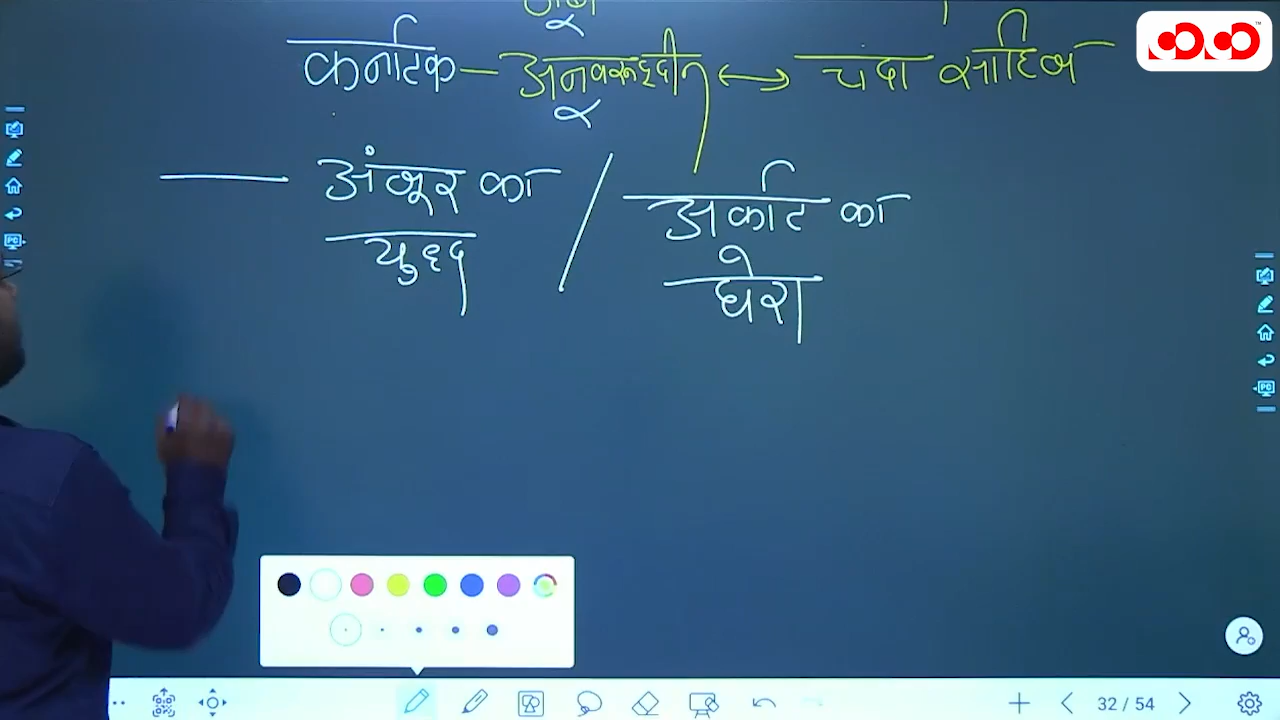 कर्नाटक — अनवरूद्दीन ↔ चंदा साहिब
— अंबूर का / अर्काट का
युद्द घेरा
32 / 54